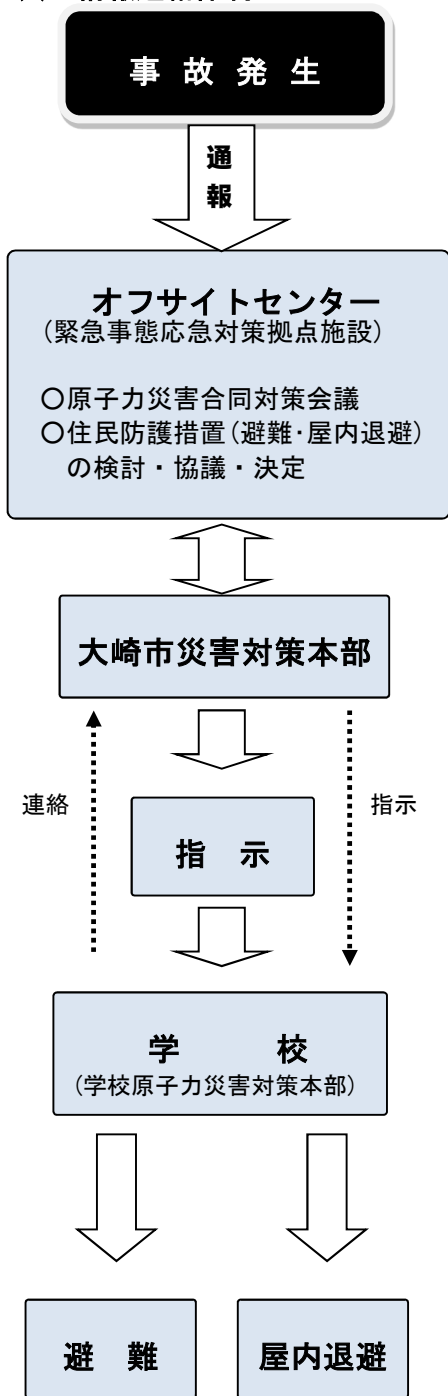 事 故 発 生
通
報
オフサイトセンター
(緊急事態応急対策拠点施設)
〇原子力災害合同対策会議
〇住民防護措置(避難・屋内退避)
の検討・協議・決定
大崎市災害対策本部
連絡
指示
指 示
学 校
(学校原子力災害対策本部)
避 難
屋内退避